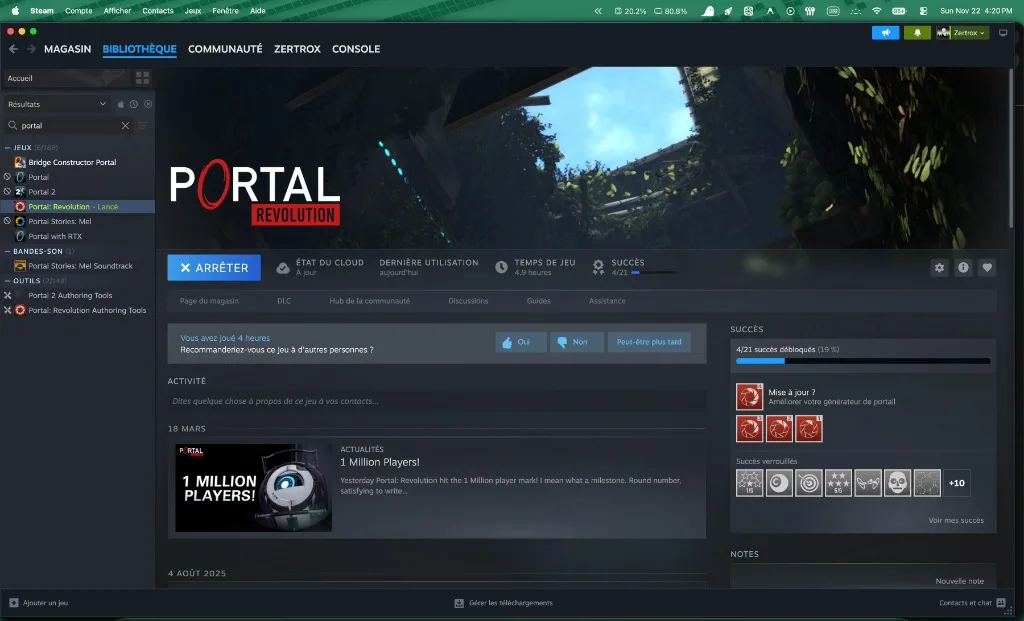 Steam Compte Afficher Contacts Jeux Fenêtre Aide
20.2% 80.8% Sun Nov 22 4:20 PM
MAGASIN BIBLIOTHÈQUE COMMUNAUTÉ ZERTROX CONSOLE
Zertrox
Accueil
Résultats
portal
JEUX (6/188)
Bridge Constructor Portal
Portal
Portal 2
Portal: Revolution - Lancé
Portal Stories: Mel
Portal with RTX
BANDES-SON (1)
Portal Stories: Mel Soundtrack
OUTILS (2/148)
Portal 2 Authoring Tools
Portal: Revolution Authoring Tools
PORTAL
REVOLUTION
ARRÊTER
ÉTAT DU CLOUD
À jour
DERNIÈRE UTILISATION
aujourd'hui
TEMPS DE JEU
4.9 heures
SUCCÈS
4/21
Page du magasin DLC Hub de la communauté Discussions Guides Assistance
Vous avez joué 4 heures
Recommanderiez-vous ce jeu à d'autres personnes ?
Oui Non Peut-être plus tard
ACTIVITÉ
Dites quelque chose à propos de ce jeu à vos contacts...
18 MARS
PORTAL
1 MILLION
PLAYERS!
ACTUALITÉS
1 Million Players!
Yesterday Portal: Revolution hit the 1 Million player mark! I mean what a milestone. Round number,
satisfying to write...
4 AOÛT 2025
SUCCÈS
4/21 succès débloqués (19 %)
Mise à jour ?
Améliorer votre générateur de portail
Succès verrouillés
+10
Voir mes succès
NOTES
Nouvelle note
Ajouter un jeu
Gérer les téléchargements
Contacts et chat